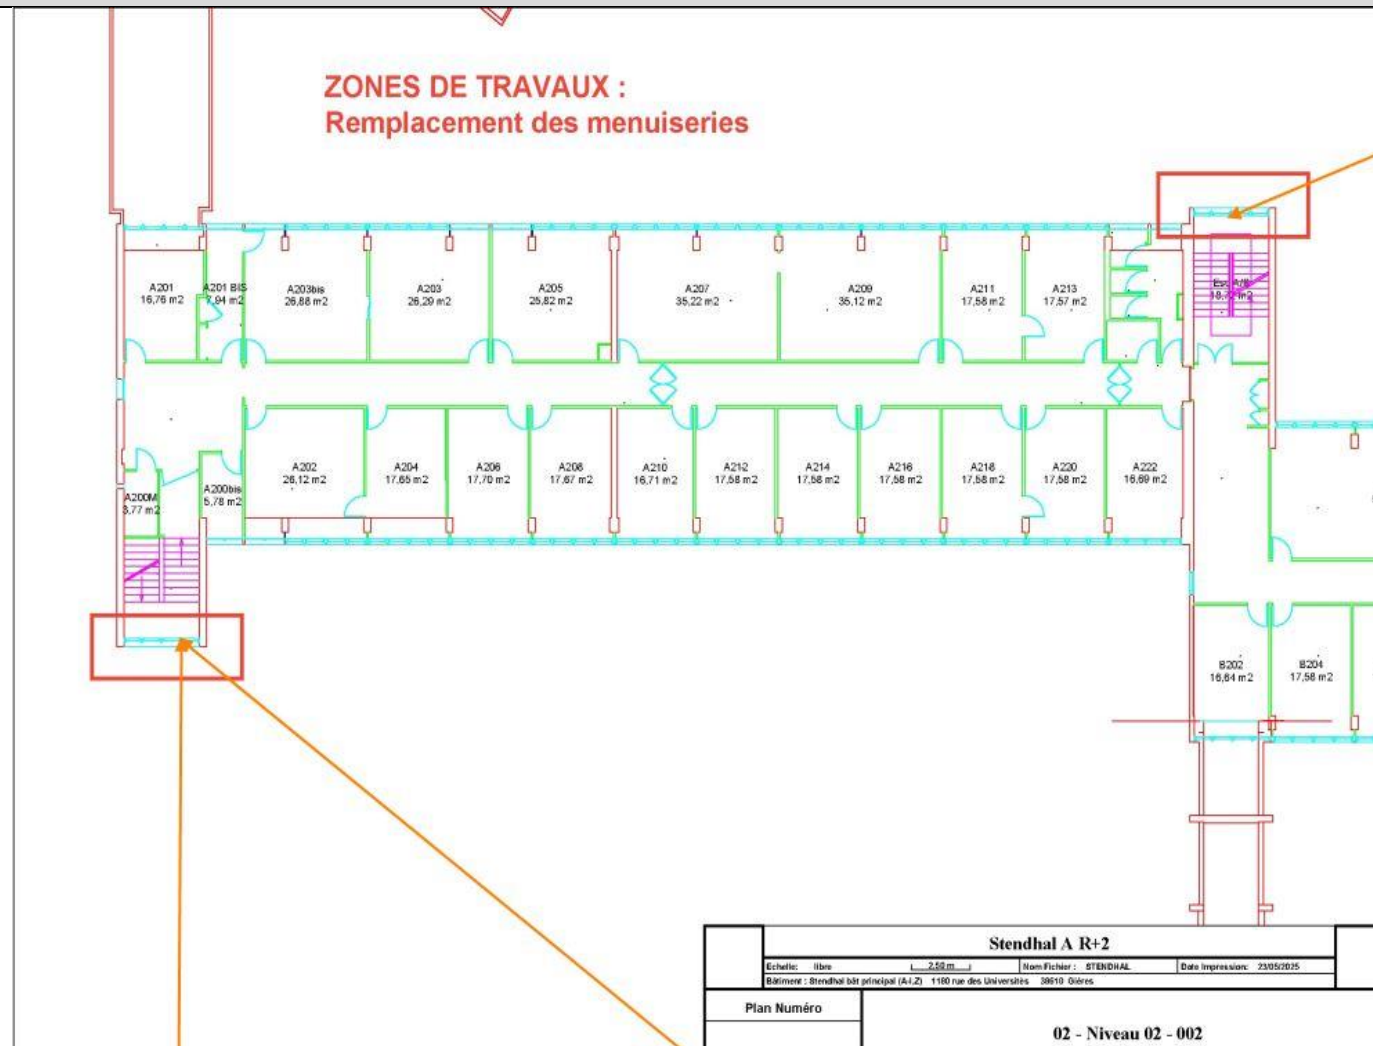 ZONES DE TRAVAUX :
Remplacement des menuiseries
A201
16,76 m2
A201 BIS
7,94 m2
A203bis
26,88 m2
A203
26,29 m2
A205
25,82 m2
A207
35,22 m2
A209
35,12 m2
A211
17,58 m2
A213
17,57 m2
A200M
3,77 m2
A200bis
5,78 m2
A202
26,12 m2
A204
17,65 m2
A206
17,70 m2
A208
17,67 m2
A210
16,71 m2
A212
17,58 m2
A214
17,58 m2
A216
17,58 m2
A218
17,58 m2
A220
17,58 m2
A222
16,69 m2
B202
16,64 m2
B204
17,58 m2
Stendhal A R+2
Echelle: libre 2.50 m Nom Fichier : STENDHAL Date Impression: 23/05/2025
Bâtiment : Stendhal bât principal (A-I,Z) 1180 rue des Universités 38610 Gières
Plan Numéro
02 - Niveau 02 - 002